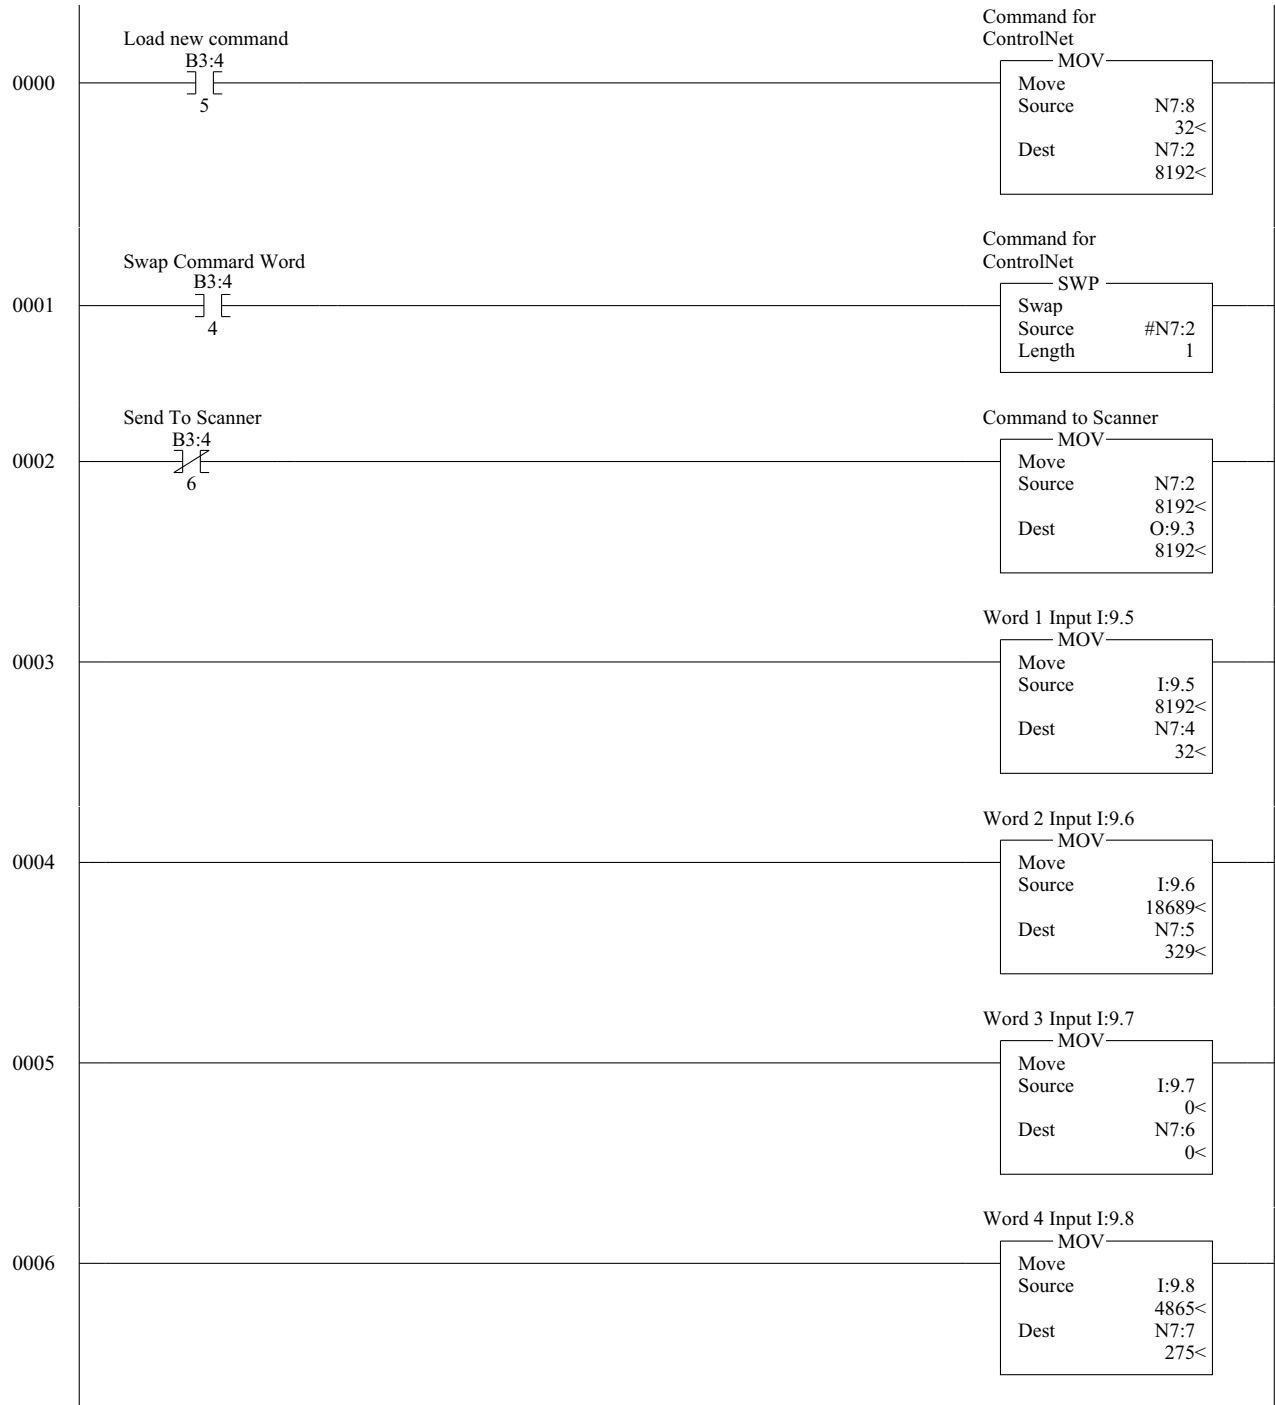 Load new command
B3:4
5
0000
Command for
ControlNet
MOV
Move
Source N7:8
32<
Dest N7:2
8192<
Swap Commard Word
B3:4
4
0001
Command for
ControlNet
SWP
Swap
Source #N7:2
Length 1
Send To Scanner
B3:4
6
0002
Command to Scanner
MOV
Move
Source N7:2
8192<
Dest O:9.3
8192<
0003
Word 1 Input I:9.5
MOV
Move
Source I:9.5
8192<
Dest N7:4
32<
0004
Word 2 Input I:9.6
MOV
Move
Source I:9.6
18689<
Dest N7:5
329<
0005
Word 3 Input I:9.7
MOV
Move
Source I:9.7
0<
Dest N7:6
0<
0006
Word 4 Input I:9.8
MOV
Move
Source I:9.8
4865<
Dest N7:7
275<